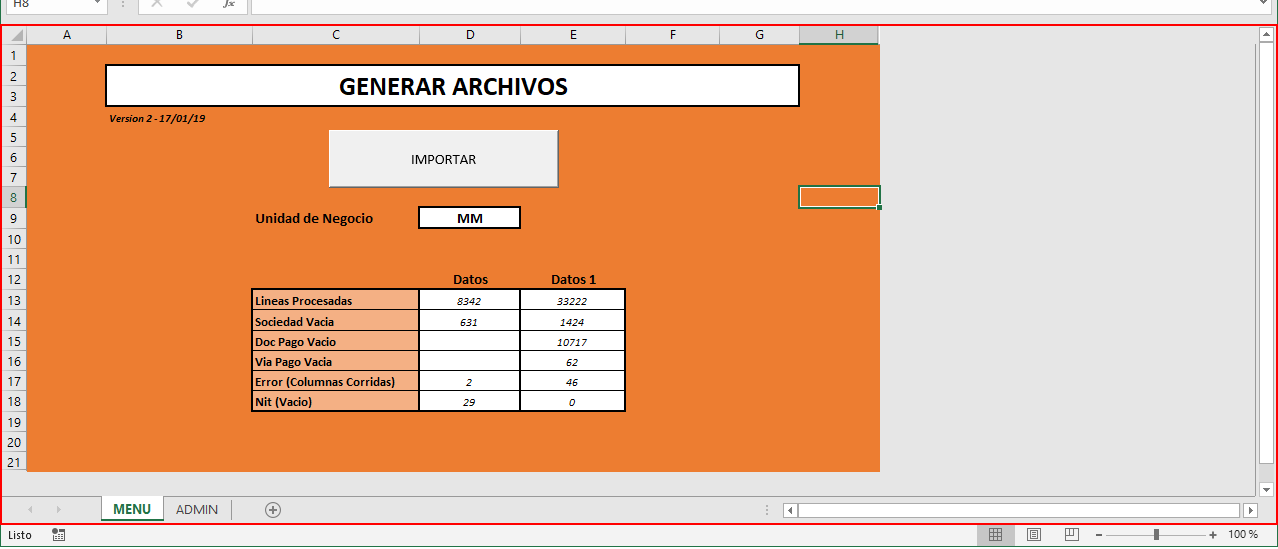 H8 fx
A B C D E F G H
1
2 GENERAR ARCHIVOS
3
4 Version 2 - 17/01/19
5
6 IMPORTAR
7
8
9 Unidad de Negocio MM
10
11
12 Datos Datos 1
13 Lineas Procesadas 8342 33222
14 Sociedad Vacia 631 1424
15 Doc Pago Vacio 10717
16 Via Pago Vacia 62
17 Error (Columnas Corridas) 2 46
18 Nit (Vacio) 29 0
19
20
21
MENU ADMIN
Listo 100 %